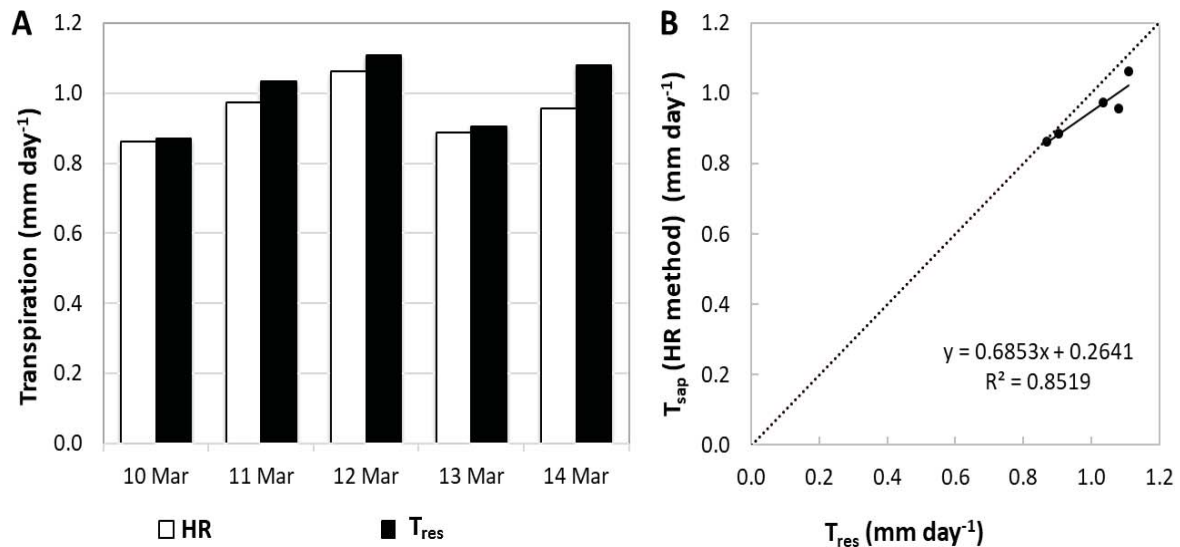 A
Transpiration (mm day⁻¹)
1.2
1.0
0.8
0.6
0.4
0.2
0.0
10 Mar 11 Mar 12 Mar 13 Mar 14 Mar
HR Tres
B
Tsap (HR method) (mm day⁻¹)
1.2
1.0
0.8
0.6
0.4
0.2
0.0
y = 0.6853x + 0.2641
R² = 0.8519
0.0 0.2 0.4 0.6 0.8 1.0 1.2
Tres (mm day⁻¹)